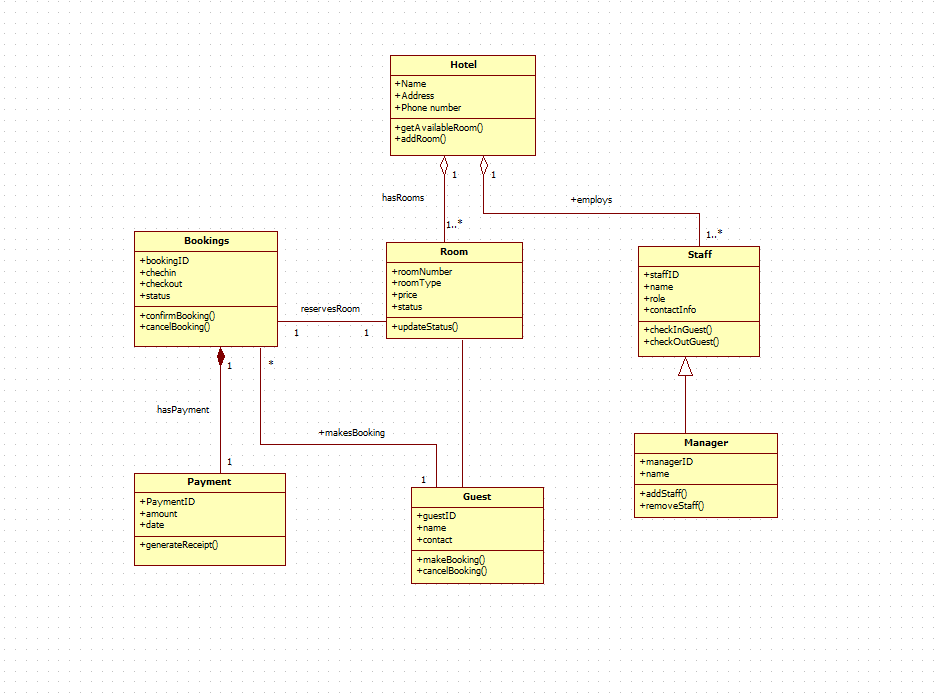 Hotel
+Name
+Address
+Phone number
+getAvailableRoom()
+addRoom()
1
1
hasRooms
+employs
1..*
1..*
Bookings
+bookingID
+chechin
+checkout
+status
+confirmBooking()
+cancelBooking()
reservesRoom
1
1
Room
+roomNumber
+roomType
+price
+status
+updateStatus()
Staff
+staffID
+name
+role
+contactInfo
+checkInGuest()
+checkOutGuest()
1
*
hasPayment
+makesBooking
1
1
Manager
+managerID
+name
+addStaff()
+removeStaff()
Payment
+PaymentID
+amount
+date
+generateReceipt()
Guest
+guestID
+name
+contact
+makeBooking()
+cancelBooking()